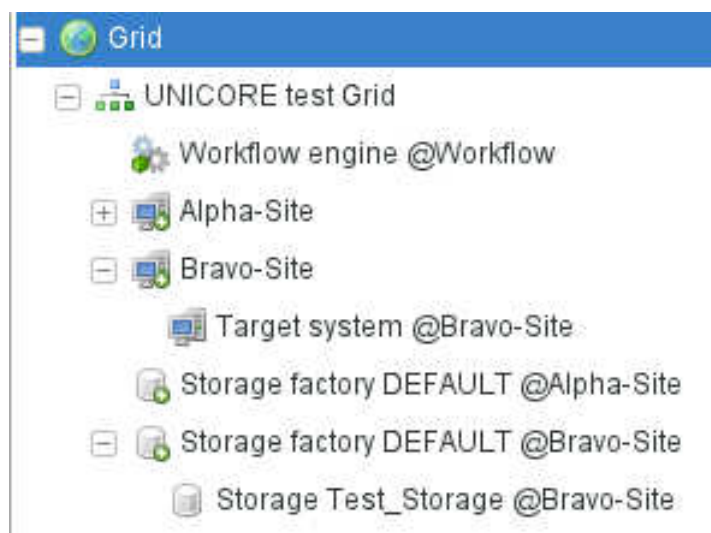 Grid
UNICORE test Grid
Workflow engine @Workflow
Alpha-Site
Bravo-Site
Target system @Bravo-Site
Storage factory DEFAULT @Alpha-Site
Storage factory DEFAULT @Bravo-Site
Storage Test_Storage @Bravo-Site